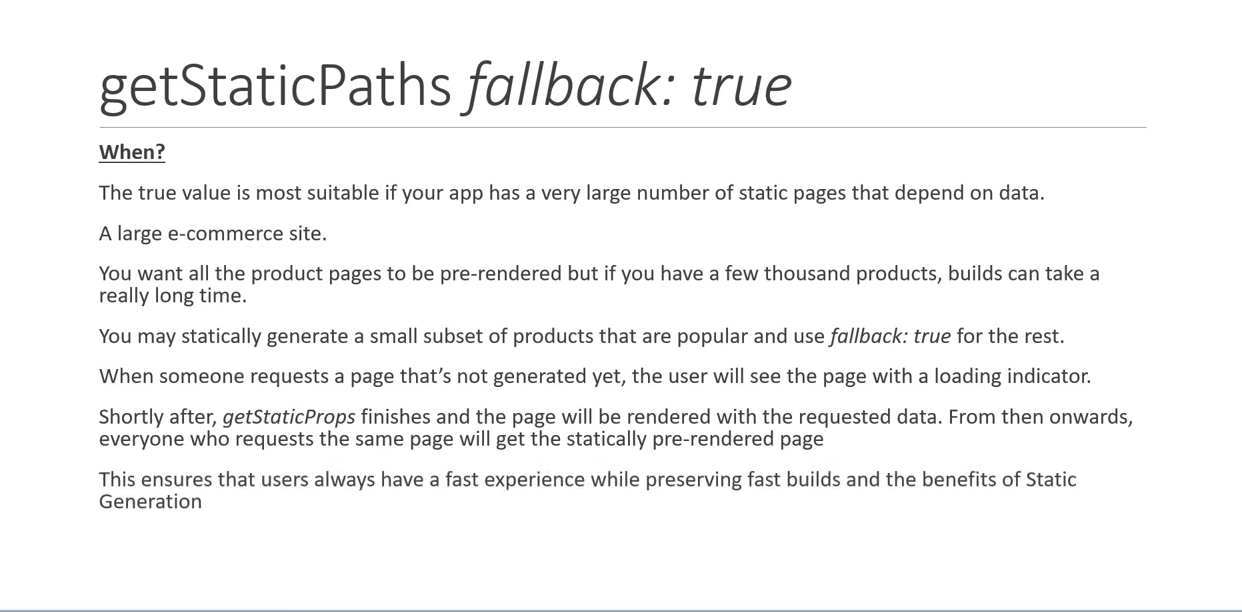 getStaticPaths fallback: true
When?
The true value is most suitable if your app has a very large number of static pages that depend on data.
A large e-commerce site.
You want all the product pages to be pre-rendered but if you have a few thousand products, builds can take a
really long time.
You may statically generate a small subset of products that are popular and use fallback: true for the rest.
When someone requests a page that’s not generated yet, the user will see the page with a loading indicator.
Shortly after, getStaticProps finishes and the page will be rendered with the requested data. From then onwards,
everyone who requests the same page will get the statically pre-rendered page
This ensures that users always have a fast experience while preserving fast builds and the benefits of Static
Generation